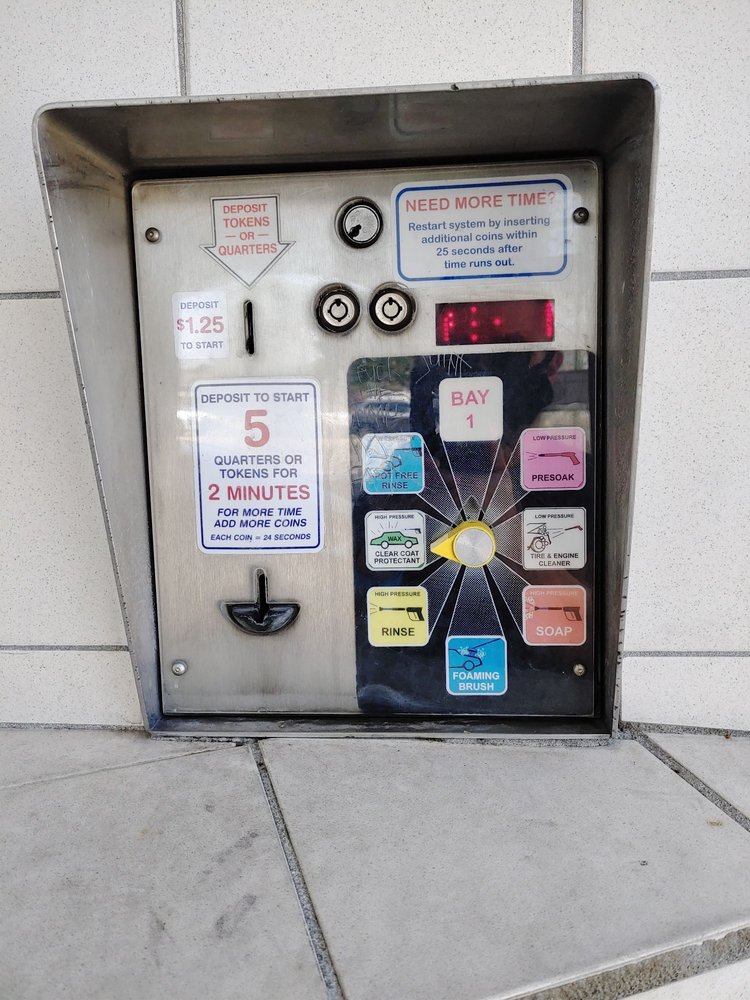 DEPOSIT
TOKENS
— OR —
QUARTERS
NEED MORE TIME?
Restart system by inserting
additional coins within
25 seconds after
time runs out.
DEPOSIT
$1.25
TO START
DEPOSIT TO START
5
QUARTERS OR
TOKENS FOR
2 MINUTES
FOR MORE TIME
ADD MORE COINS
EACH COIN = 24 SECONDS
BAY
1
SPOT FREE
RINSE
LOW PRESSURE
PRESOAK
HIGH PRESSURE
WAX
CLEAR COAT
PROTECTANT
LOW PRESSURE
TIRE & ENGINE
CLEANER
HIGH PRESSURE
RINSE
HIGH PRESSURE
SOAP
FOAMING
BRUSH